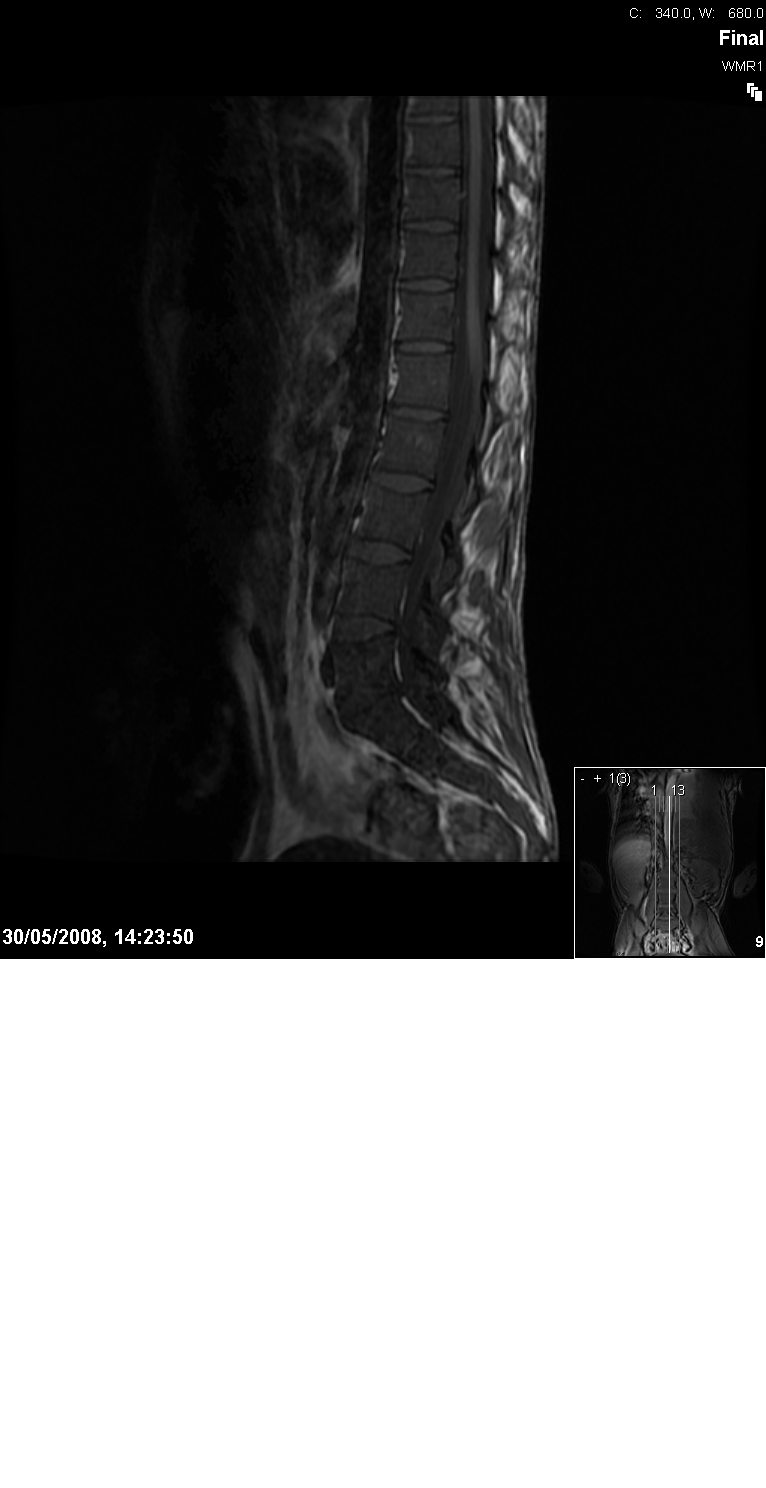 C: 340.0, W: 680.0
Final
WMR1
- + 1(3)
1 13
30/05/2008, 14:23:50
9